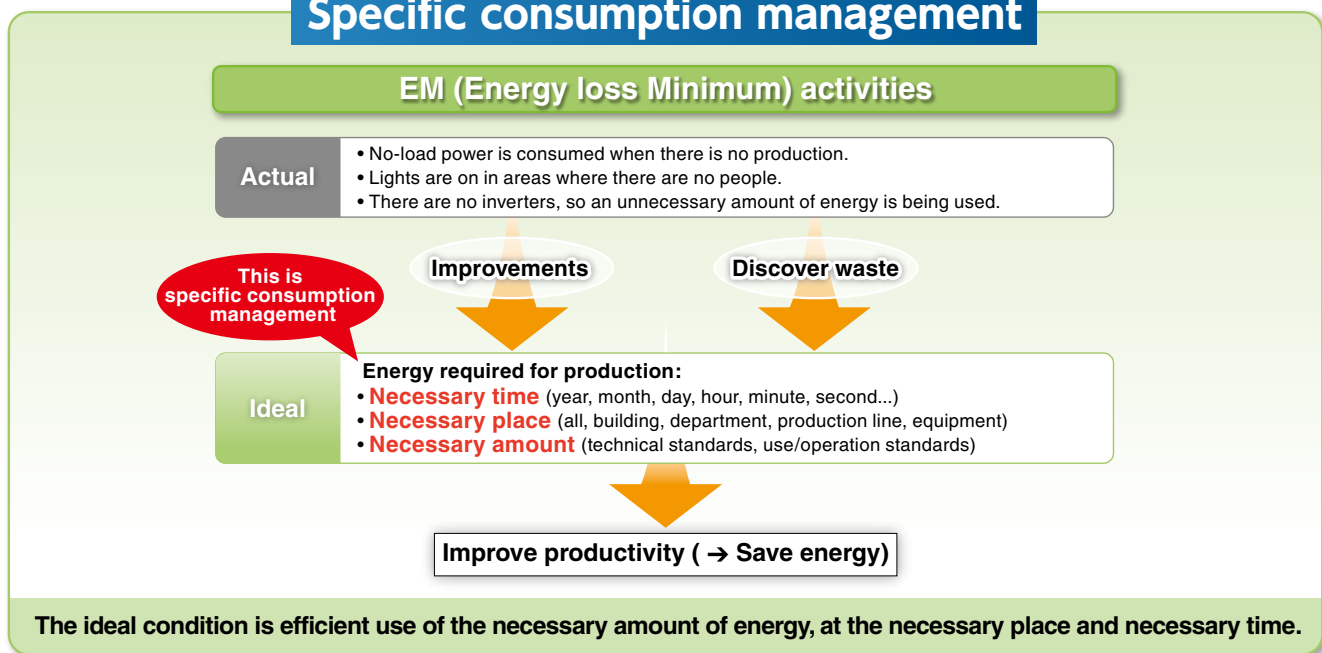 Specific consumption management
EM (Energy loss Minimum) activities
Actual
• No-load power is consumed when there is no production.
• Lights are on in areas where there are no people.
• There are no inverters, so an unnecessary amount of energy is being used.
Improvements
Discover waste
This is
specific consumption
management
Ideal
Energy required for production:
• Necessary time (year, month, day, hour, minute, second...)
• Necessary place (all, building, department, production line, equipment)
• Necessary amount (technical standards, use/operation standards)
Improve productivity ( → Save energy)
The ideal condition is efficient use of the necessary amount of energy, at the necessary place and necessary time.